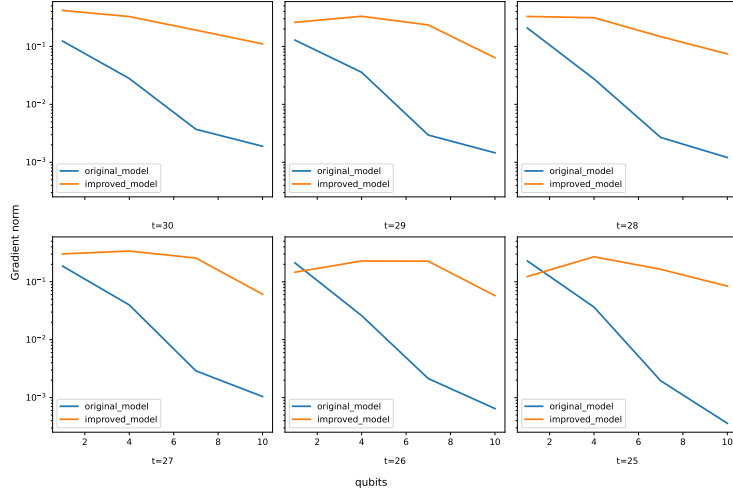 10⁻¹
10⁻²
10⁻³
original_model
improved_model
t=30
original_model
improved_model
t=29
original_model
improved_model
t=28
Gradient norm
10⁻¹
10⁻²
10⁻³
original_model
improved_model
2 4 6 8 10
t=27
original_model
improved_model
2 4 6 8 10
t=26
original_model
improved_model
2 4 6 8 10
t=25
qubits